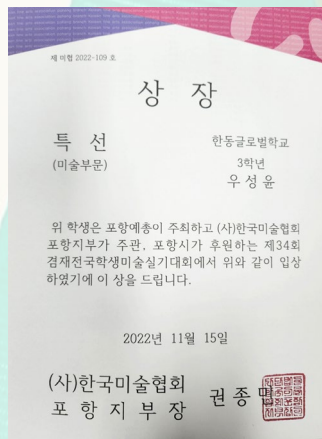 제 미협 2022-109 호
상 장
특 선
(미술부문)
한동글로벌학교
3학년
우성윤
위 학생은 포항예총이 주최하고 (사)한국미술협회
포항지부가 주관, 포항시가 후원하는 제34회
겸재전국학생미술실기대회에서 위와 같이 입상
하였기에 이 상을 드립니다.
2022년 11월 15일
(사)한국미술협회
포 항 지 부 장 권 종 민